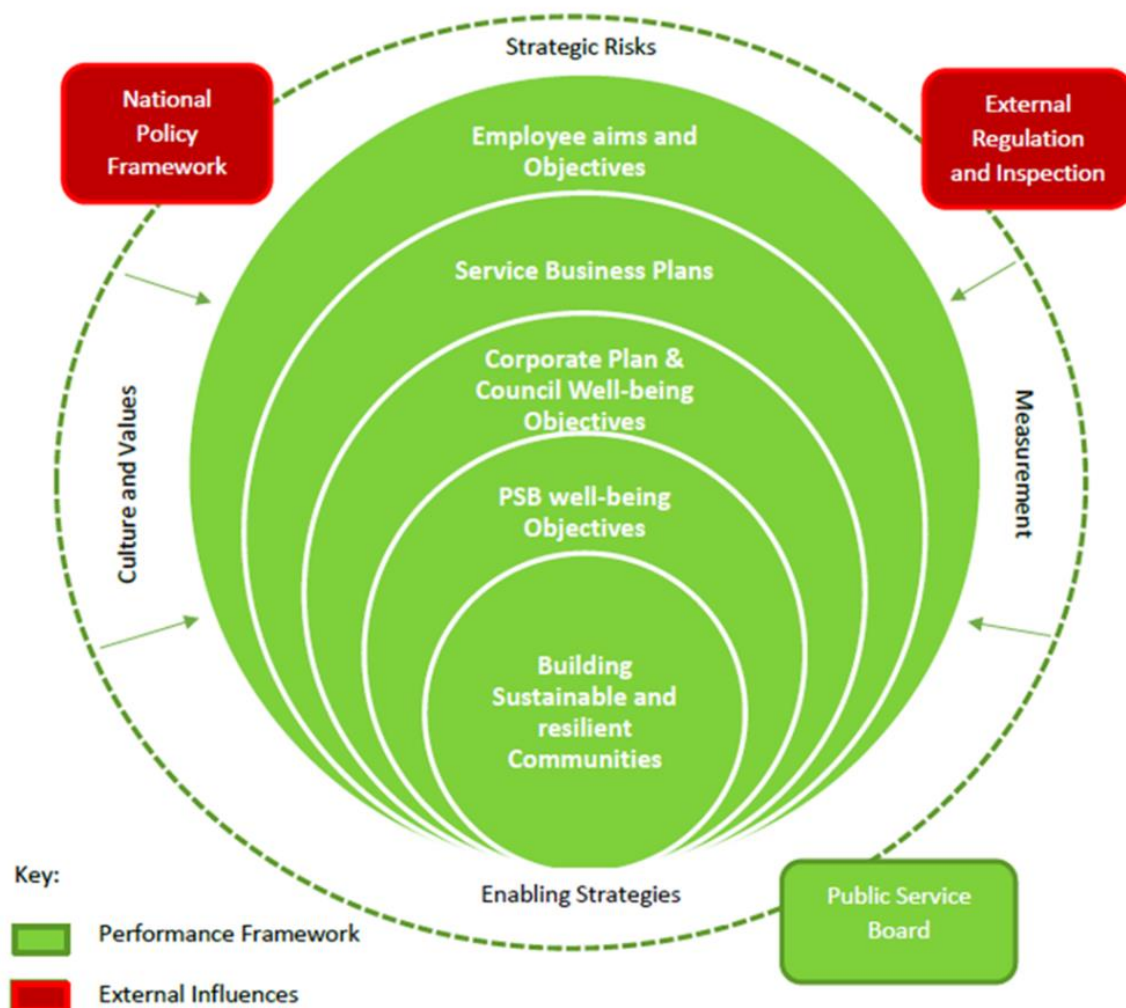 Strategic Risks
National
Policy
Framework
External
Regulation
and Inspection
Employee aims and
Objectives
Service Business Plans
Corporate Plan &
Council Well-being
Objectives
Culture and Values
Measurement
PSB well-being
Objectives
Building
Sustainable and
resilient
Communities
Enabling Strategies
Public Service
Board
Key:
Performance Framework
External Influences